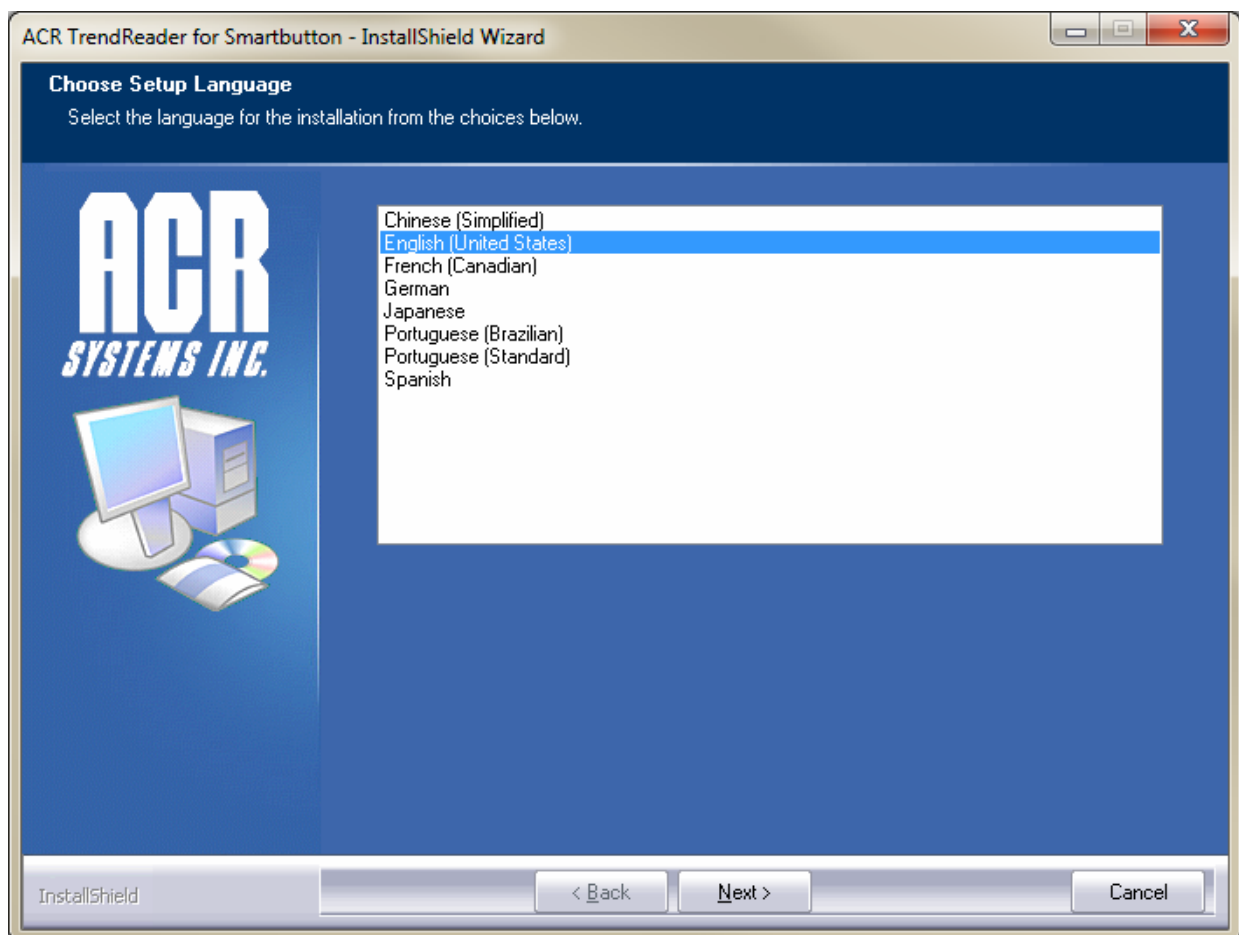 ACR TrendReader for Smartbutton - InstallShield Wizard
Choose Setup Language
Select the language for the installation from the choices below.
ACR
SYSTEMS INC.
Chinese (Simplified)
English (United States)
French (Canadian)
German
Japanese
Portuguese (Brazilian)
Portuguese (Standard)
Spanish
InstallShield
< Back
Next >
Cancel